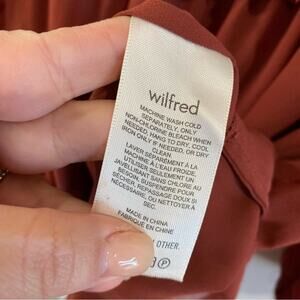 wilfred
MACHINE WASH COLD
SEPARATELY, ONLY
NON-CHLORINE BLEACH WHEN
NEEDED, HANG TO DRY, COOL
IRON ONLY IF NEEDED, OR DRY
CLEAN.
LAVER SÉPARÉMENT À LA
MACHINE À L'EAU FROIDE,
UTILISER SEULEMENT UN
JAVELLISANT SANS CHLORE AU
BESOIN, SUSPENDRE POUR
SÉCHER, REPASSAGE DOUX SI
NÉCESSAIRE, OU NETTOYER À
SEC
MADE IN CHINA
FABRIQUÉ EN CHINE
OTHER.
P